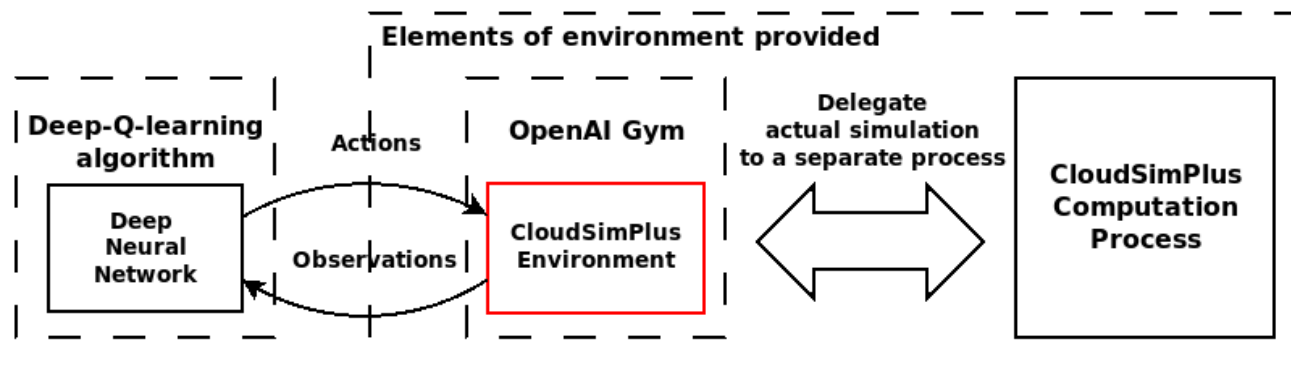 Elements of environment provided
Deep-Q-learning
algorithm
Deep
Neural
Network
Actions
Observations
OpenAI Gym
CloudSimPlus
Environment
Delegate
actual simulation
to a separate process
CloudSimPlus
Computation
Process